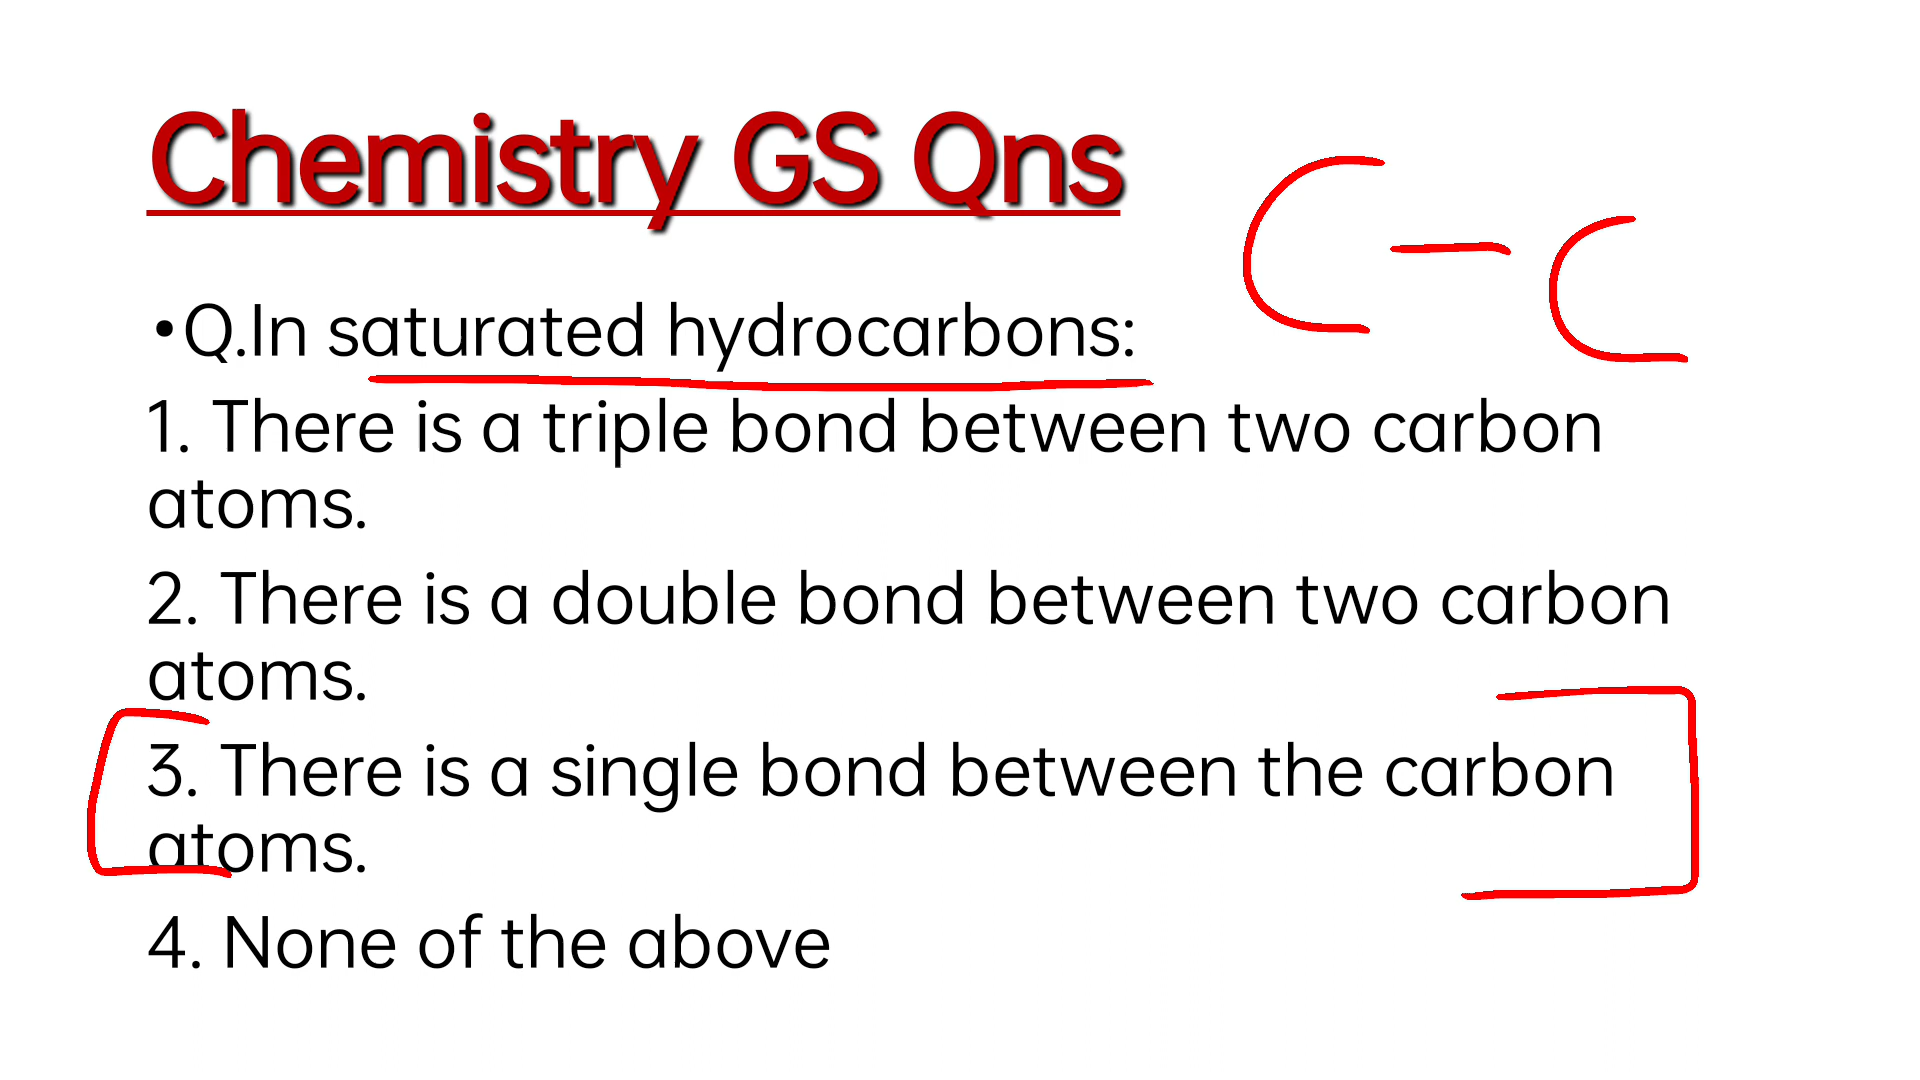 Chemistry GS Qns
C - C
•Q.In saturated hydrocarbons:
1. There is a triple bond between two carbon
atoms.
2. There is a double bond between two carbon
atoms.
3. There is a single bond between the carbon
atoms.
4. None of the above